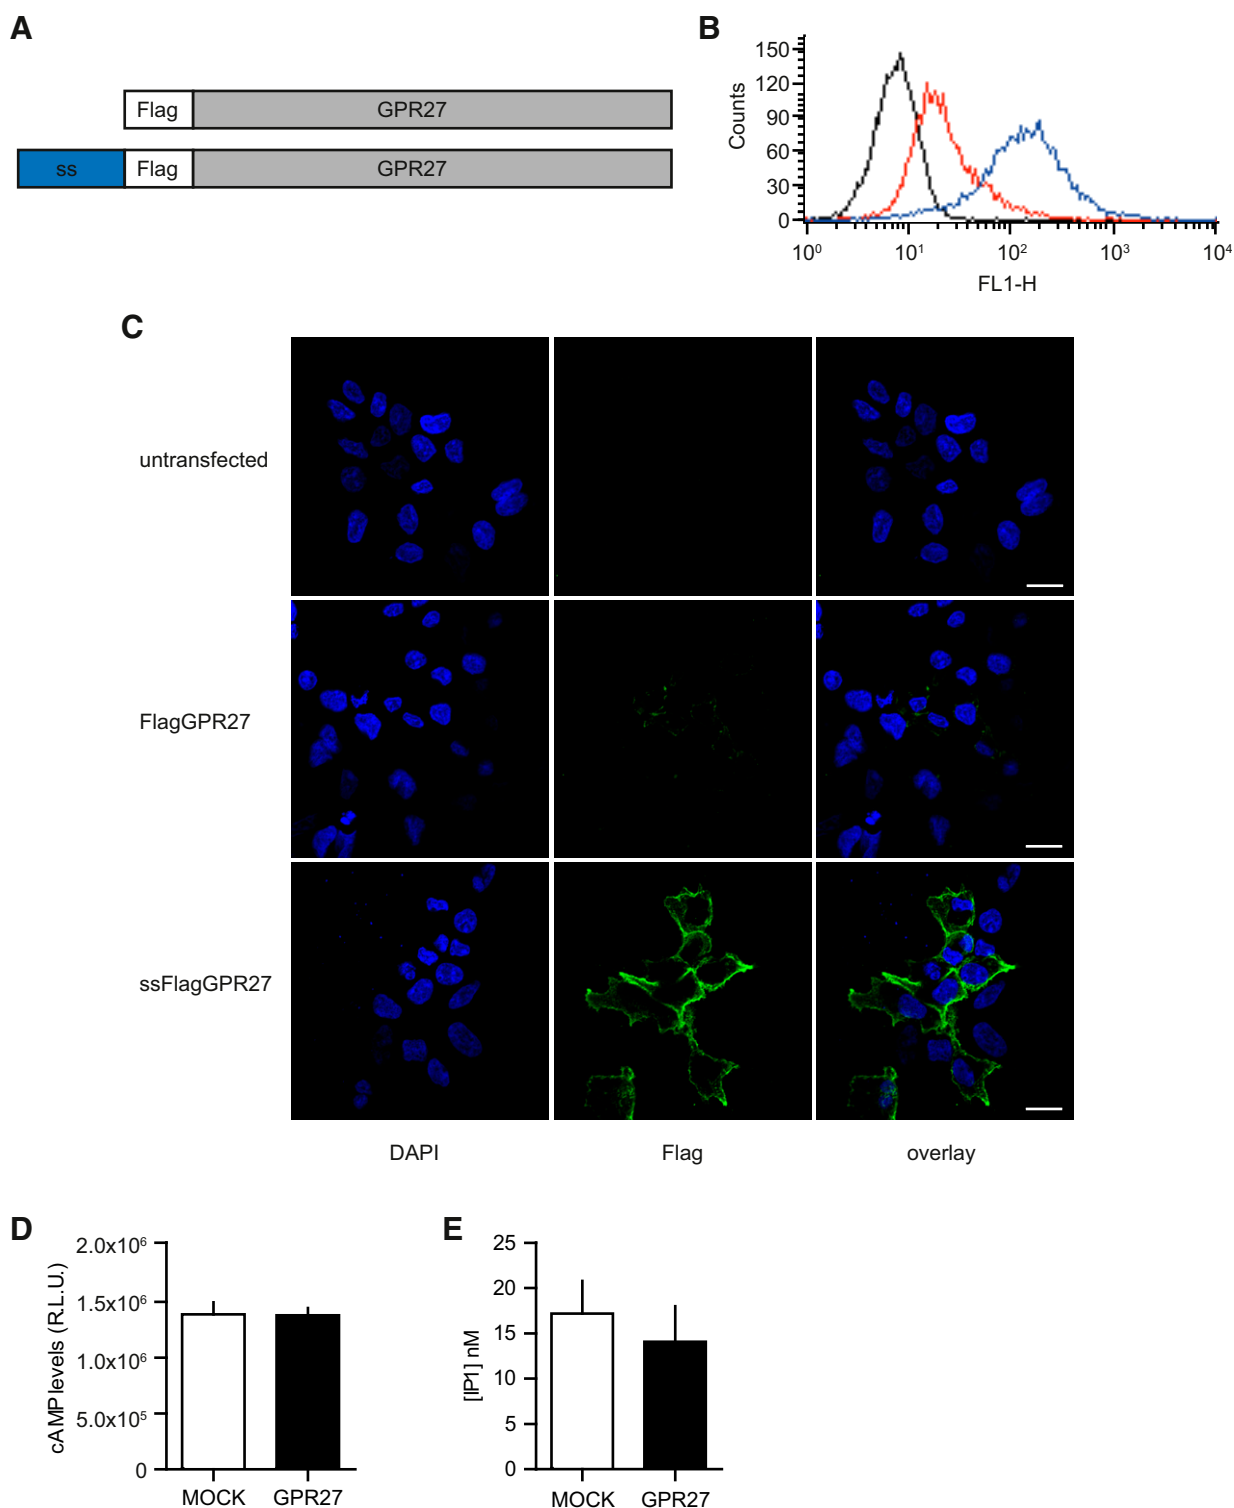 A
Flag GPR27
ss Flag GPR27
B
Counts
150
120
90
60
30
0
10⁰ 10¹ 10² 10³ 10⁴
FL1-H
C
untransfected
FlagGPR27
ssFlagGPR27
DAPI Flag overlay
D
cAMP levels (R.L.U.)
2.0x10⁶
1.5x10⁶
1.0x10⁶
5.0x10⁵
0
MOCK GPR27
E
[IP1] nM
25
20
15
10
5
0
MOCK GPR27